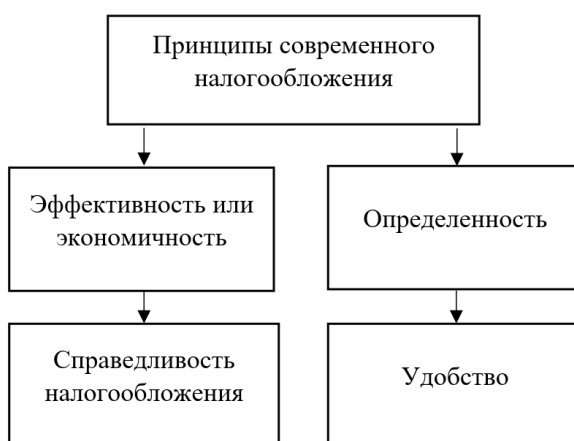 Принципы современного
налогообложения
Эффективность или
экономичность
Определенность
Справедливость
налогообложения
Удобство